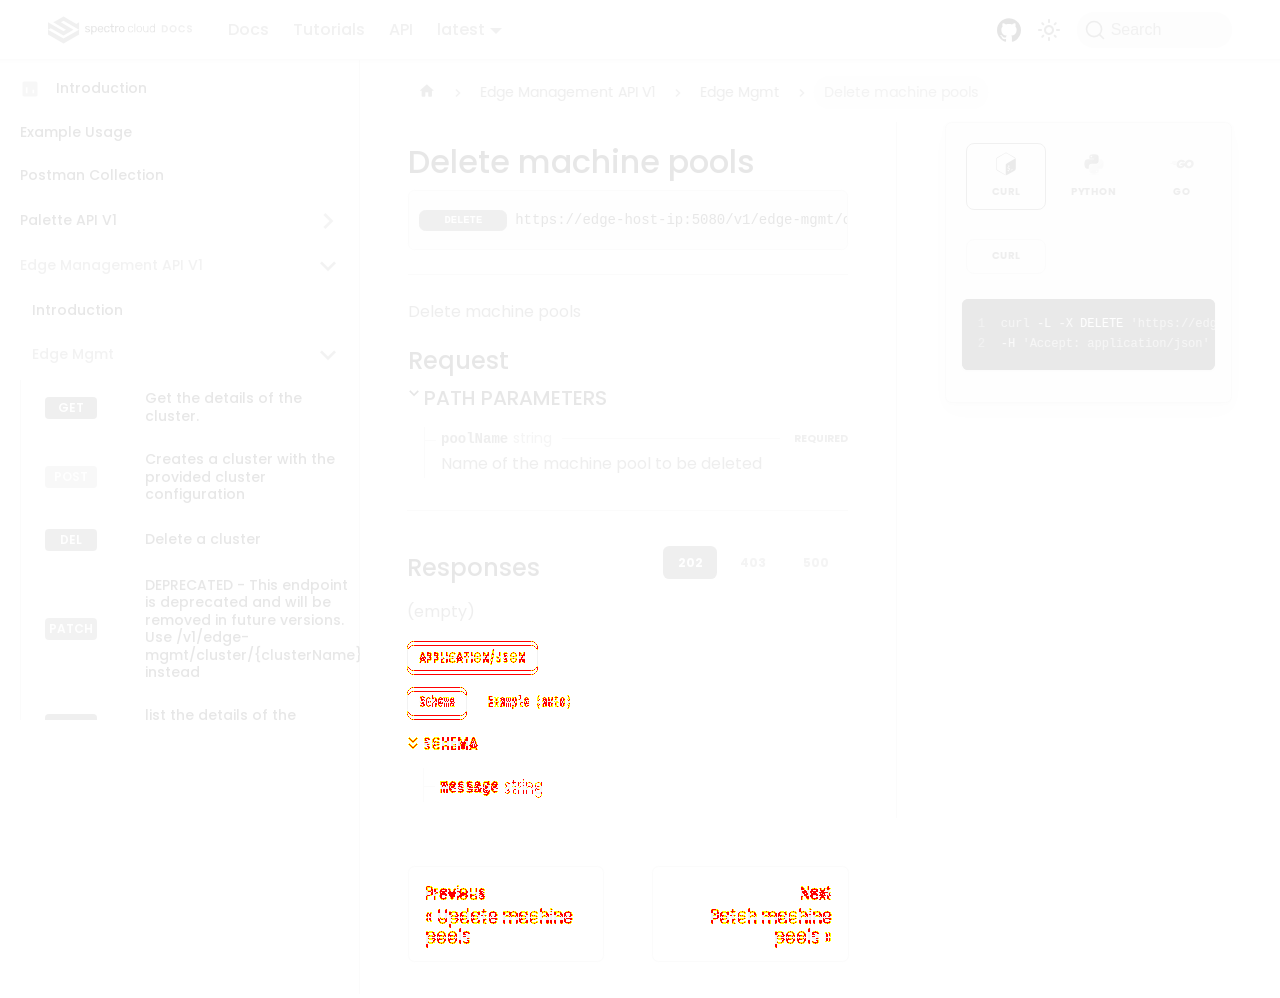 spectro cloud DOCS
Docs Tutorials API latest
Search
Introduction
Example Usage
Postman Collection
Palette API V1
Edge Management API V1
Introduction
Edge Mgmt
GET Get the details of the
cluster.
POST Creates a cluster with the
provided cluster
configuration
DEL Delete a cluster
PATCH DEPRECATED - This endpoint
is deprecated and will be
removed in future versions.
Use /v1/edge-
mgmt/cluster/{clusterName}
instead
list the details of the
Edge Management API V1 › Edge Mgmt › Delete machine pools
Delete machine pools
DELETE https://edge-host-ip:5080/v1/edge-mgmt/
Delete machine pools
Request
PATH PARAMETERS
poolName string REQUIRED
Name of the machine pool to be deleted
Responses
202 403 500
(empty)
APPLICATION/JSON
Schema Example (auto)
SCHEMA
message string
Previous
« Update machine
pools
Next
Patch machine
pools »
CURL PYTHON GO
CURL
1 curl -L -X DELETE 'https://edg
2 -H 'Accept: application/json'